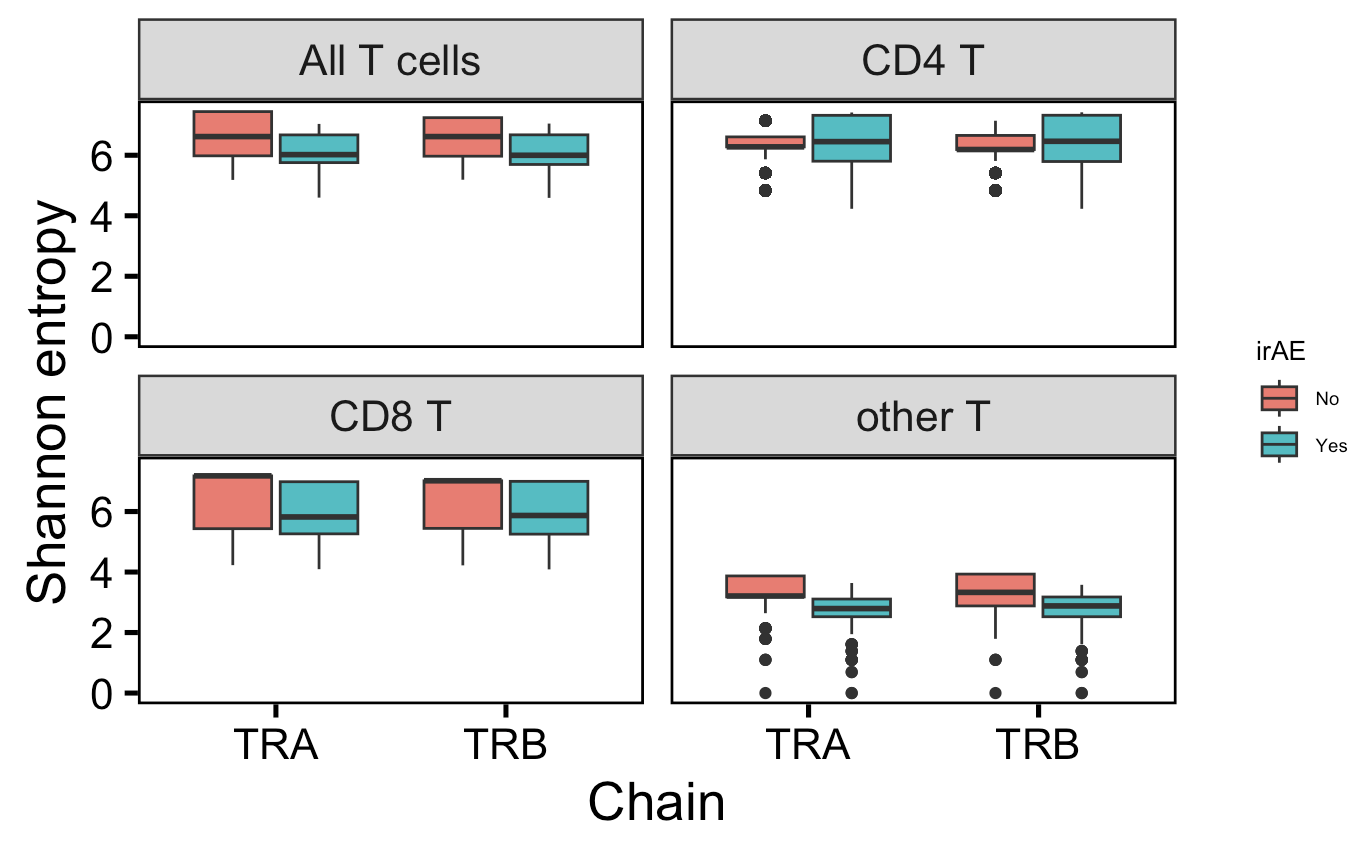 All T cells
CD4 T
6
4
2
0
CD8 T
other T
6
4
2
0
TRA
TRB
TRA
TRB
Chain
Shannon entropy
irAE
No
Yes